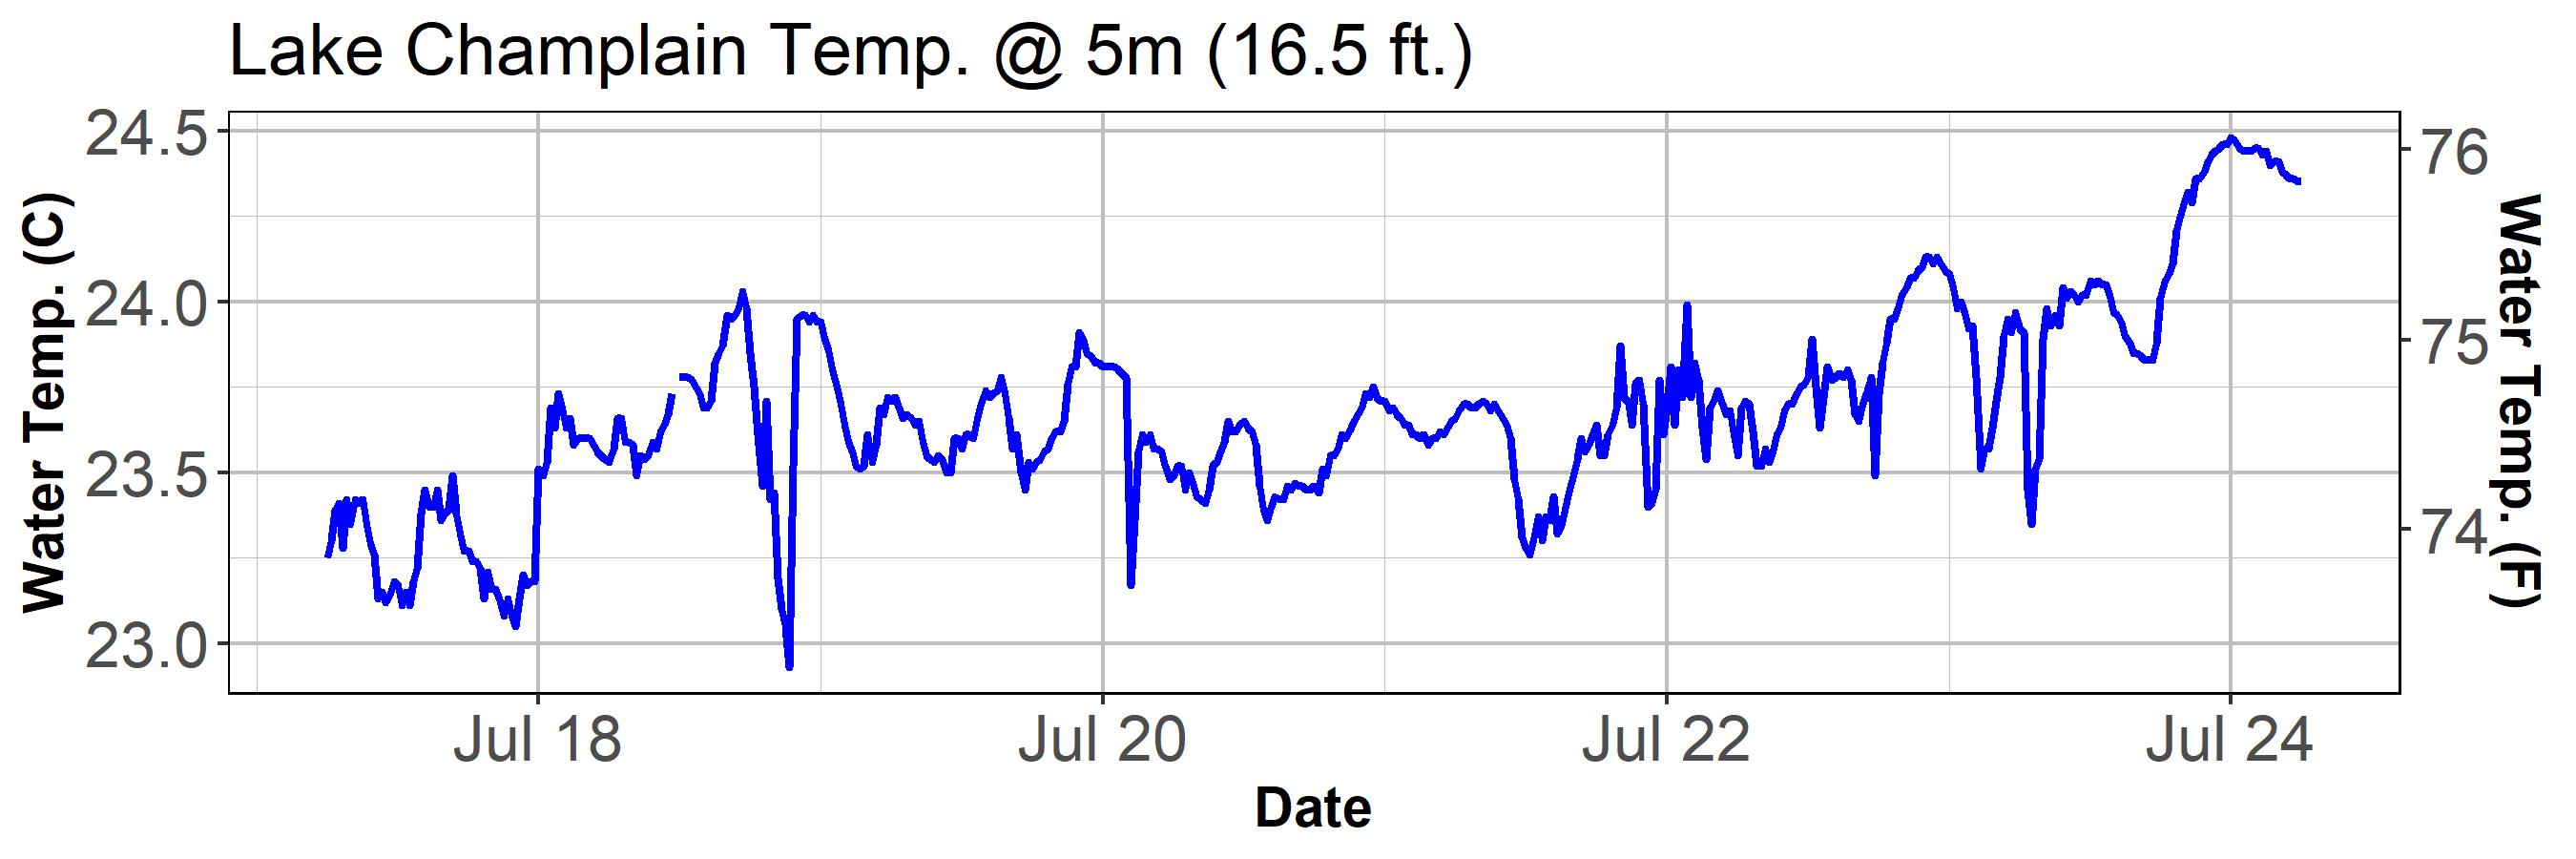 Lake Champlain Temp. @ 5m (16.5 ft.)
Water Temp. (C)
24.5
24.0
23.5
23.0
76
75
74
Water Temp. (F)
Jul 18 Jul 20 Jul 22 Jul 24
Date